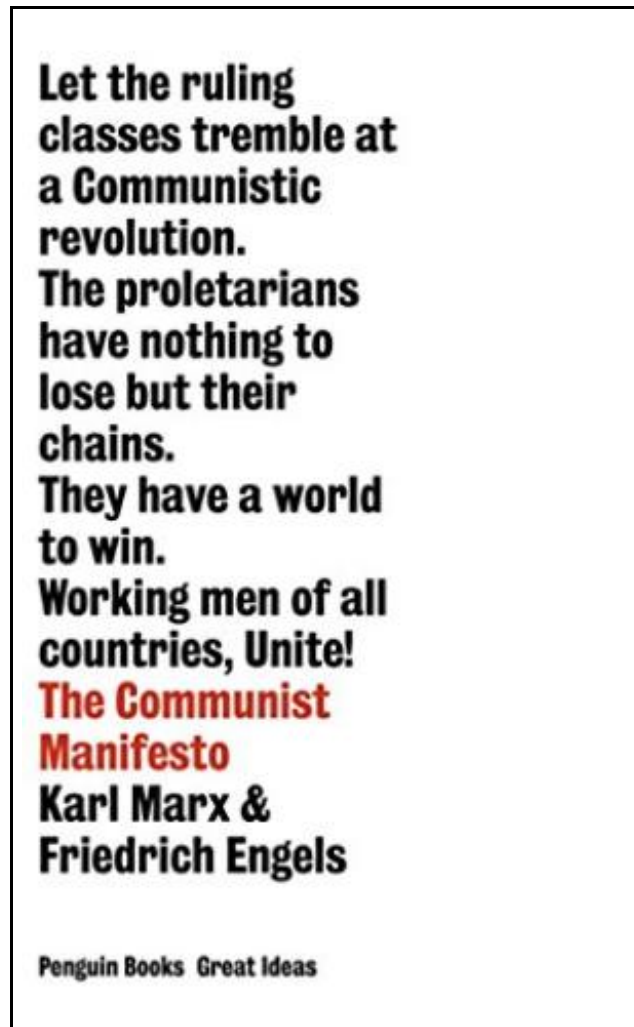 Let the ruling
classes tremble at
a Communistic
revolution.
The proletarians
have nothing to
lose but their
chains.
They have a world
to win.
Working men of all
countries, Unite!
The Communist
Manifesto
Karl Marx &
Friedrich Engels
Penguin Books Great Ideas